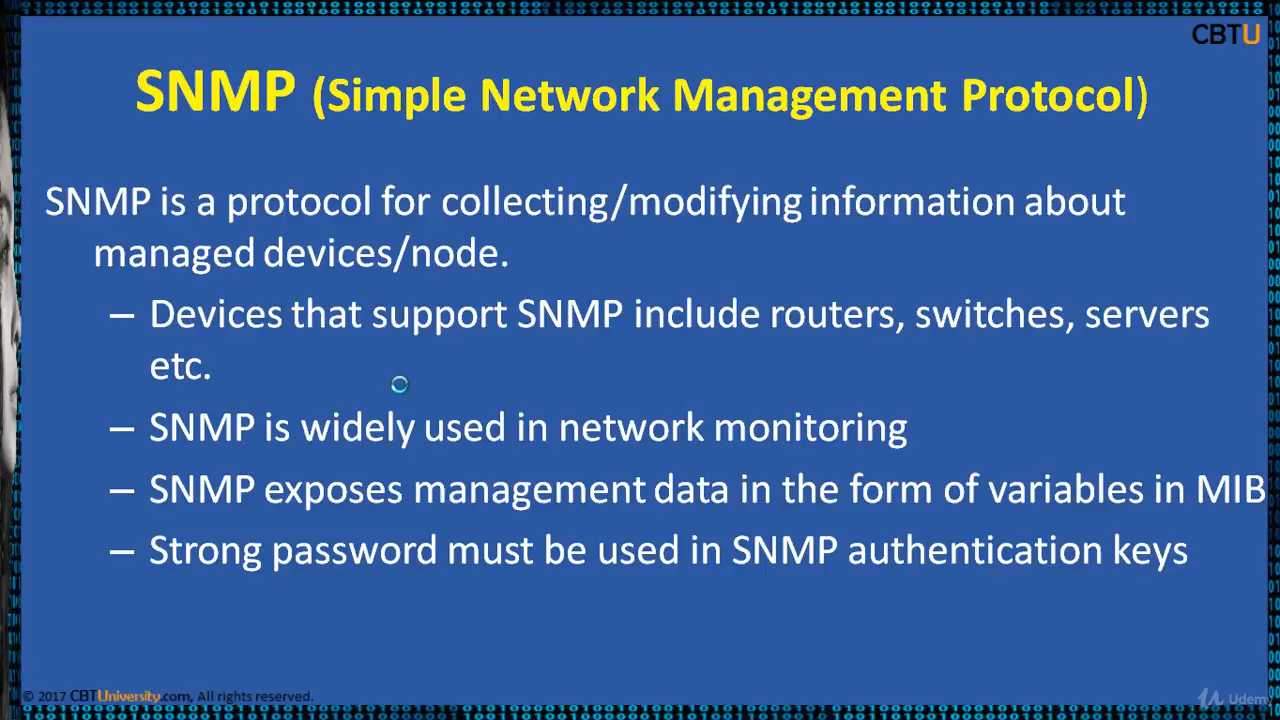 CBTU
SNMP (Simple Network Management Protocol)
SNMP is a protocol for collecting/modifying information about
managed devices/node.
– Devices that support SNMP include routers, switches, servers
etc.
– SNMP is widely used in network monitoring
– SNMP exposes management data in the form of variables in MIB
– Strong password must be used in SNMP authentication keys
© 2017 CBTUniversity.com, All rights reserved.
Udemy